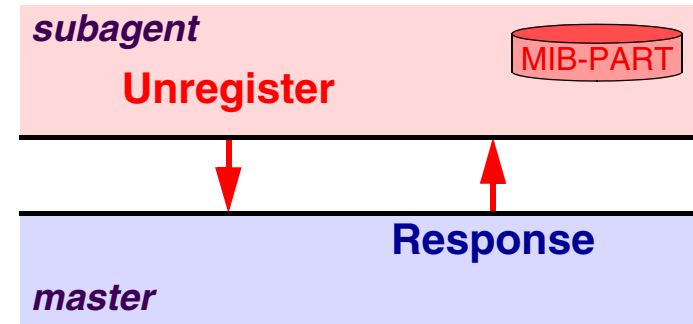 subagent
MIB-PART
Unregister
Response
master